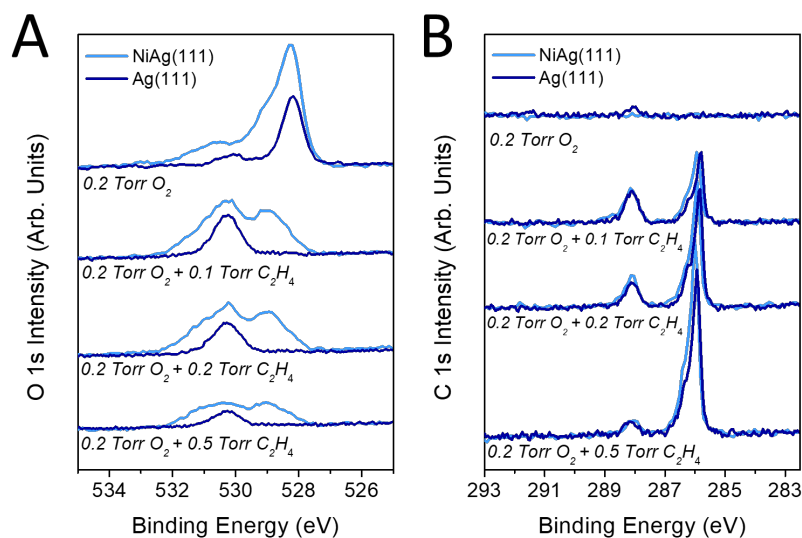 A
O 1s Intensity (Arb. Units)
NiAg(111)
Ag(111)
0.2 Torr O₂
0.2 Torr O₂ + 0.1 Torr C₂H₄
0.2 Torr O₂ + 0.2 Torr C₂H₄
0.2 Torr O₂ + 0.5 Torr C₂H₄
534 532 530 528 526
Binding Energy (eV)
B
C 1s Intensity (Arb. Units)
NiAg(111)
Ag(111)
0.2 Torr O₂
0.2 Torr O₂ + 0.1 Torr C₂H₄
0.2 Torr O₂ + 0.2 Torr C₂H₄
0.2 Torr O₂ + 0.5 Torr C₂H₄
293 291 289 287 285 283
Binding Energy (eV)